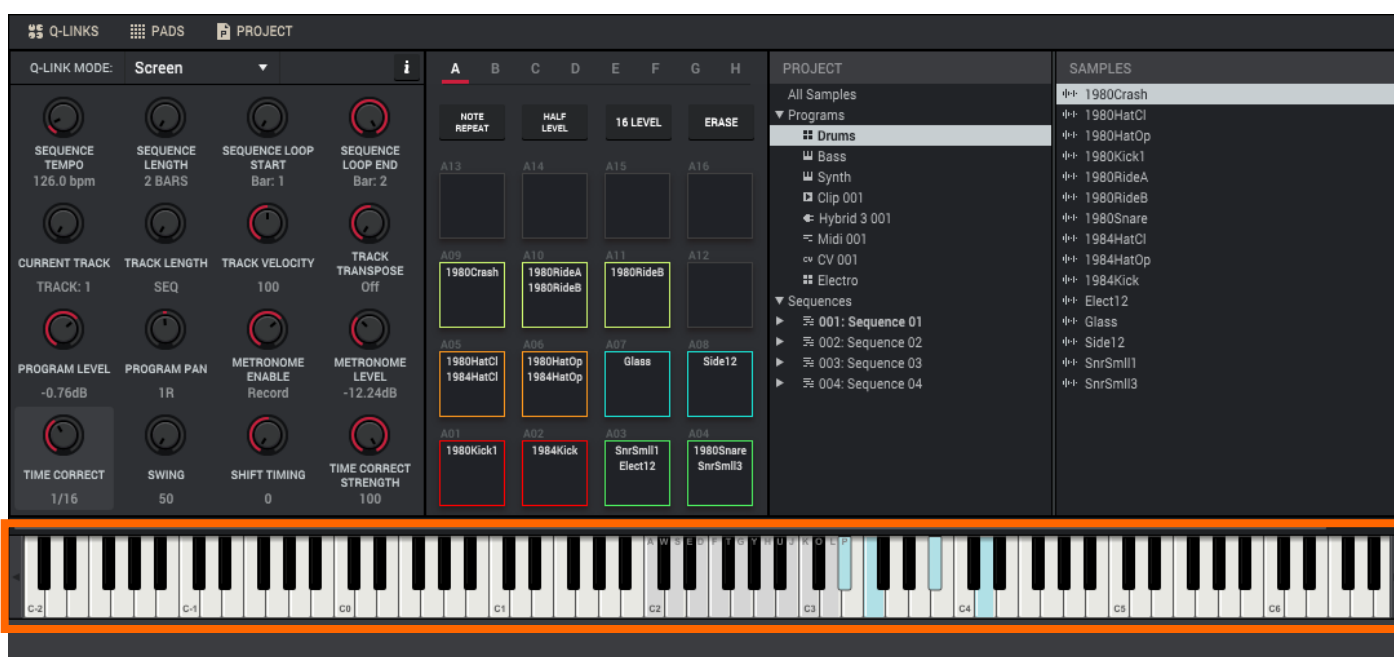 Q-LINKS PADS PROJECT
Q-LINK MODE: Screen i
SEQUENCE TEMPO 126.0 bpm
SEQUENCE LENGTH 2 BARS
SEQUENCE LOOP START Bar: 1
SEQUENCE LOOP END Bar: 2
CURRENT TRACK TRACK: 1
TRACK LENGTH SEQ
TRACK VELOCITY 100
TRACK TRANSPOSE Off
PROGRAM LEVEL -0.76dB
PROGRAM PAN 1R
METRONOME ENABLE Record
METRONOME LEVEL -12.24dB
TIME CORRECT 1/16
SWING 50
SHIFT TIMING 0
TIME CORRECT STRENGTH 100
A B C D E F G H
NOTE REPEAT
HALF LEVEL
16 LEVEL
ERASE
A13 A14 A15 A16
A09 A10 A11 A12
1980Crash 1980RideA 1980RideB
1980RideB
A05 A06 A07 A08
1980HatCl 1980HatOp Glass Side12
1984HatCl 1984HatOp
A01 A02 A03 A04
1980Kick1 1984Kick SnrSmll1 1980Snare
Elect12 SnrSmll3
PROJECT
All Samples
Programs
Drums
Bass
Synth
Clip 001
Hybrid 3 001
Midi 001
CV CV 001
Electro
Sequences
001: Sequence 01
002: Sequence 02
003: Sequence 03
004: Sequence 04
SAMPLES
1980Crash
1980HatCl
1980HatOp
1980Kick1
1980RideA
1980RideB
1980Snare
1984HatCl
1984HatOp
1984Kick
Elect12
Glass
Side12
SnrSmll1
SnrSmll3
A W S E D F T G Y H U J K O L P
C-2 C-1 C0 C1 C2 C3 C4 C5 C6